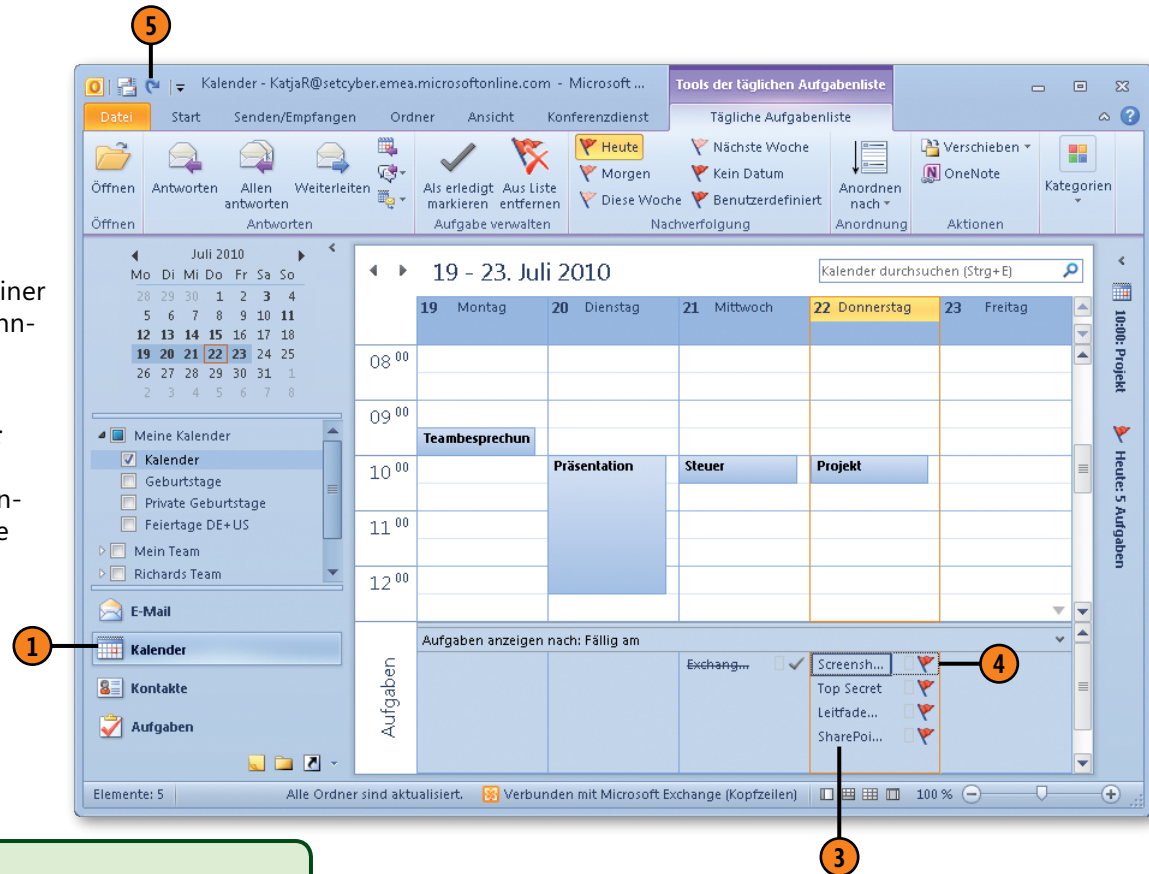 5
Kalender - KatjaR@setcyber.emea.microsoftonline.com - Microsoft ...
Tools der täglichen Aufgabenliste
Datei Start Senden/Empfangen Ordner Ansicht Konferenzdienst Tägliche Aufgabenliste
Öffnen
Antworten
Allen antworten
Weiterleiten
Als erledigt markieren
Aus Liste entfernen
Heute
Morgen
Diese Woche
Nächste Woche
Kein Datum
Benutzerdefiniert
Anordnen nach
Verschieben
OneNote
Kategorien
Öffnen Antworten Aufgabe verwalten Nachverfolgung Anordnung Aktionen
iner
nn-
.
n-
e
Juli 2010
Mo Di Mi Do Fr Sa So
28 29 30 1 2 3 4
5 6 7 8 9 10 11
12 13 14 15 16 17 18
19 20 21 22 23 24 25
26 27 28 29 30 31 1
2 3 4 5 6 7 8
Meine Kalender
Kalender
Geburtstage
Private Geburtstage
Feiertage DE+US
Mein Team
Richards Team
E-Mail
1
Kalender
Kontakte
Aufgaben
19 - 23. Juli 2010
Kalender durchsuchen (Strg+E)
19 Montag 20 Dienstag 21 Mittwoch 22 Donnerstag 23 Freitag
08 00
09 00
Teambesprechun
10 00 Präsentation Steuer Projekt
11 00
12 00
Aufgaben anzeigen nach: Fällig am
Aufgaben
Exchang...
Screensh...
4
Top Secret
Leitfade...
SharePoi...
10:00: Projekt
Heute: 5 Aufgaben
Elemente: 5 Alle Ordner sind aktualisiert. Verbunden mit Microsoft Exchange (Kopfzeilen) 100 %
3